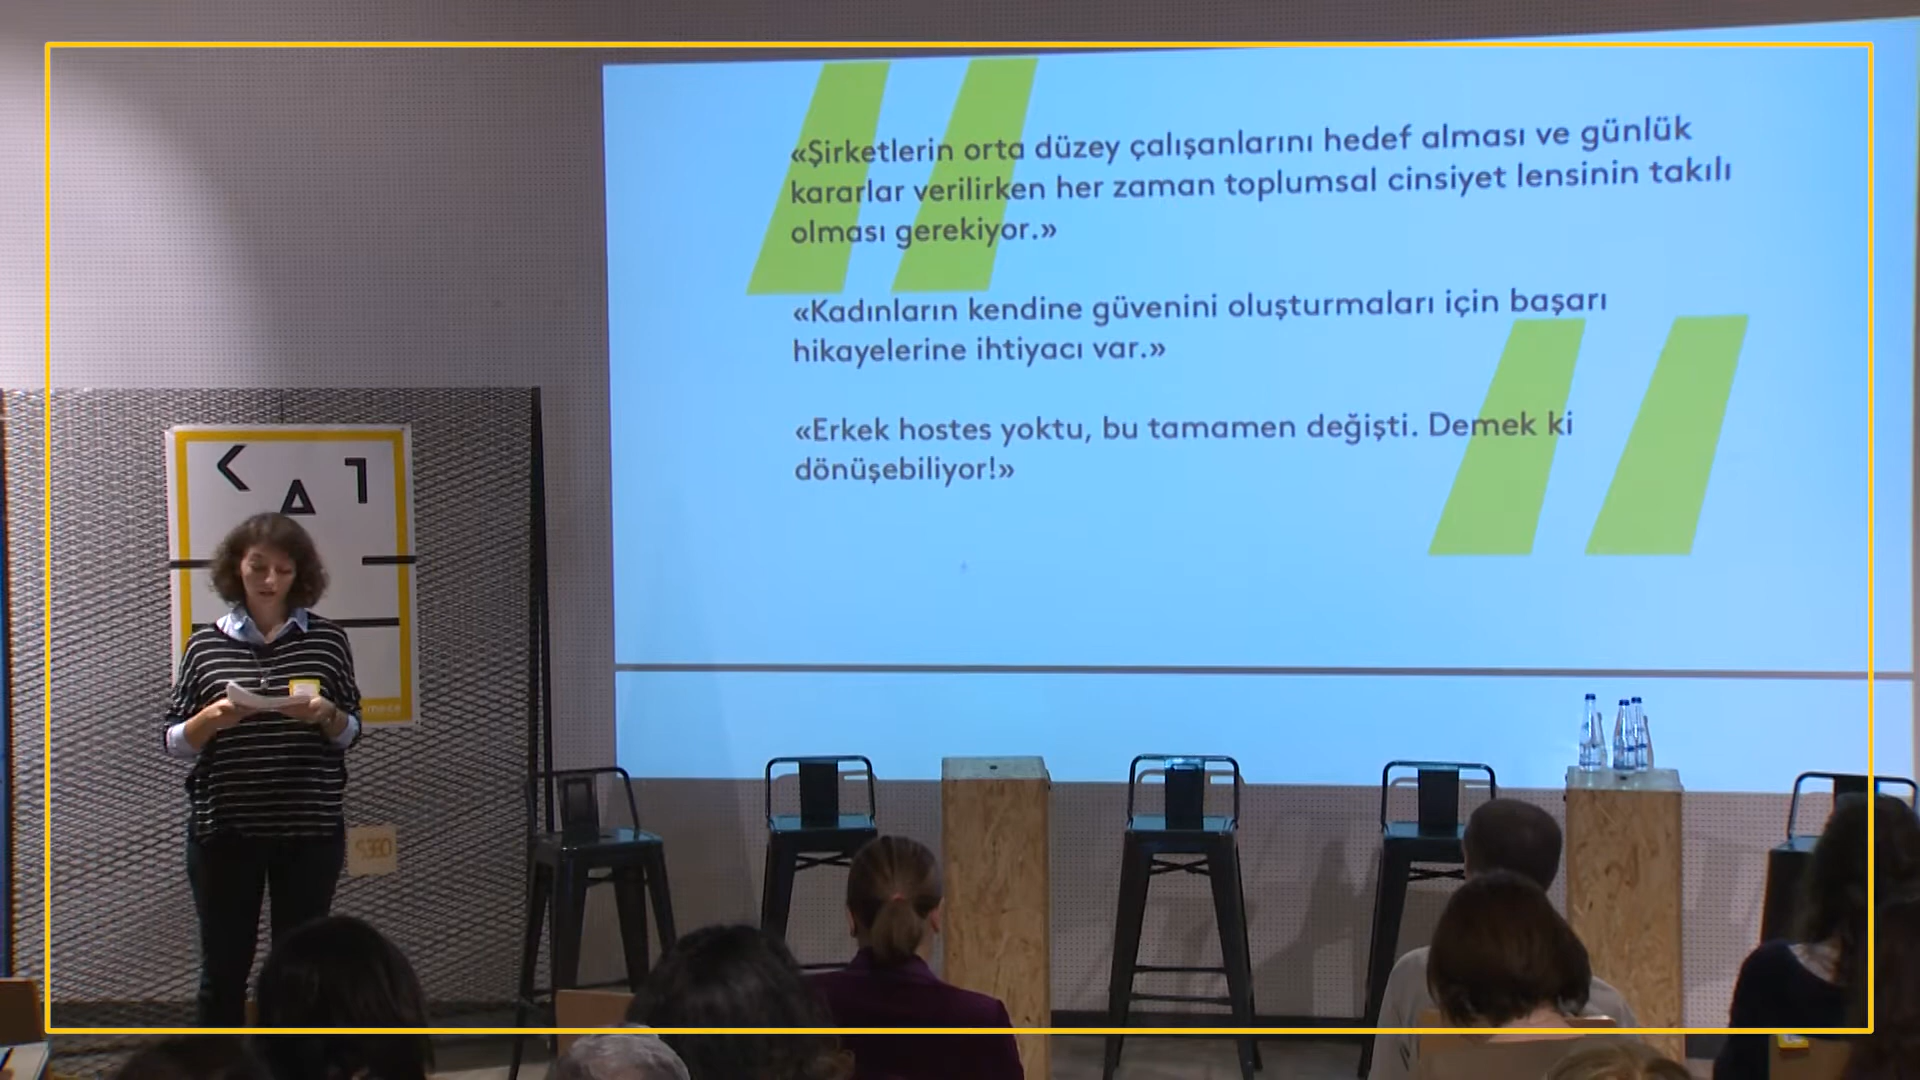 «Şirketlerin orta düzey çalışanlarını hedef alması ve günlük
kararlar verilirken her zaman toplumsal cinsiyet lensinin takılı
olması gerekiyor.»
«Kadınların kendine güvenini oluşturmaları için başarı
hikayelerine ihtiyacı var.»
«Erkek hostes yoktu, bu tamamen değişti. Demek ki
dönüşebiliyor!»